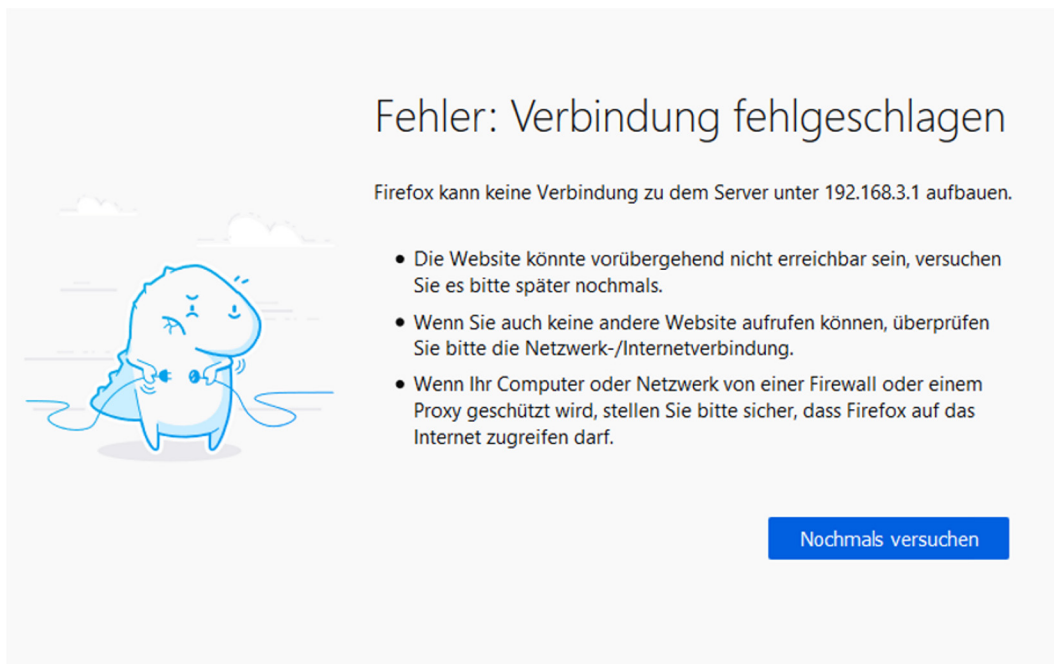 Fehler: Verbindung fehlgeschlagen
Firefox kann keine Verbindung zu dem Server unter 192.168.3.1 aufbauen.
• Die Website könnte vorübergehend nicht erreichbar sein, versuchen
Sie es bitte später nochmals.
• Wenn Sie auch keine andere Website aufrufen können, überprüfen
Sie bitte die Netzwerk-/Internetverbindung.
• Wenn Ihr Computer oder Netzwerk von einer Firewall oder einem
Proxy geschützt wird, stellen Sie bitte sicher, dass Firefox auf das
Internet zugreifen darf.
Nochmals versuchen